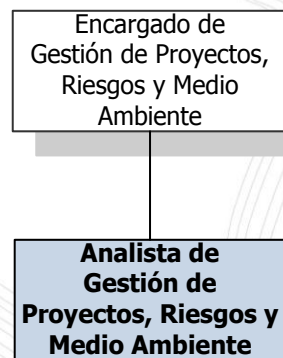 Encargado de
Gestión de Proyectos,
Riesgos y Medio
Ambiente
Analista de
Gestión de
Proyectos, Riesgos y
Medio Ambiente